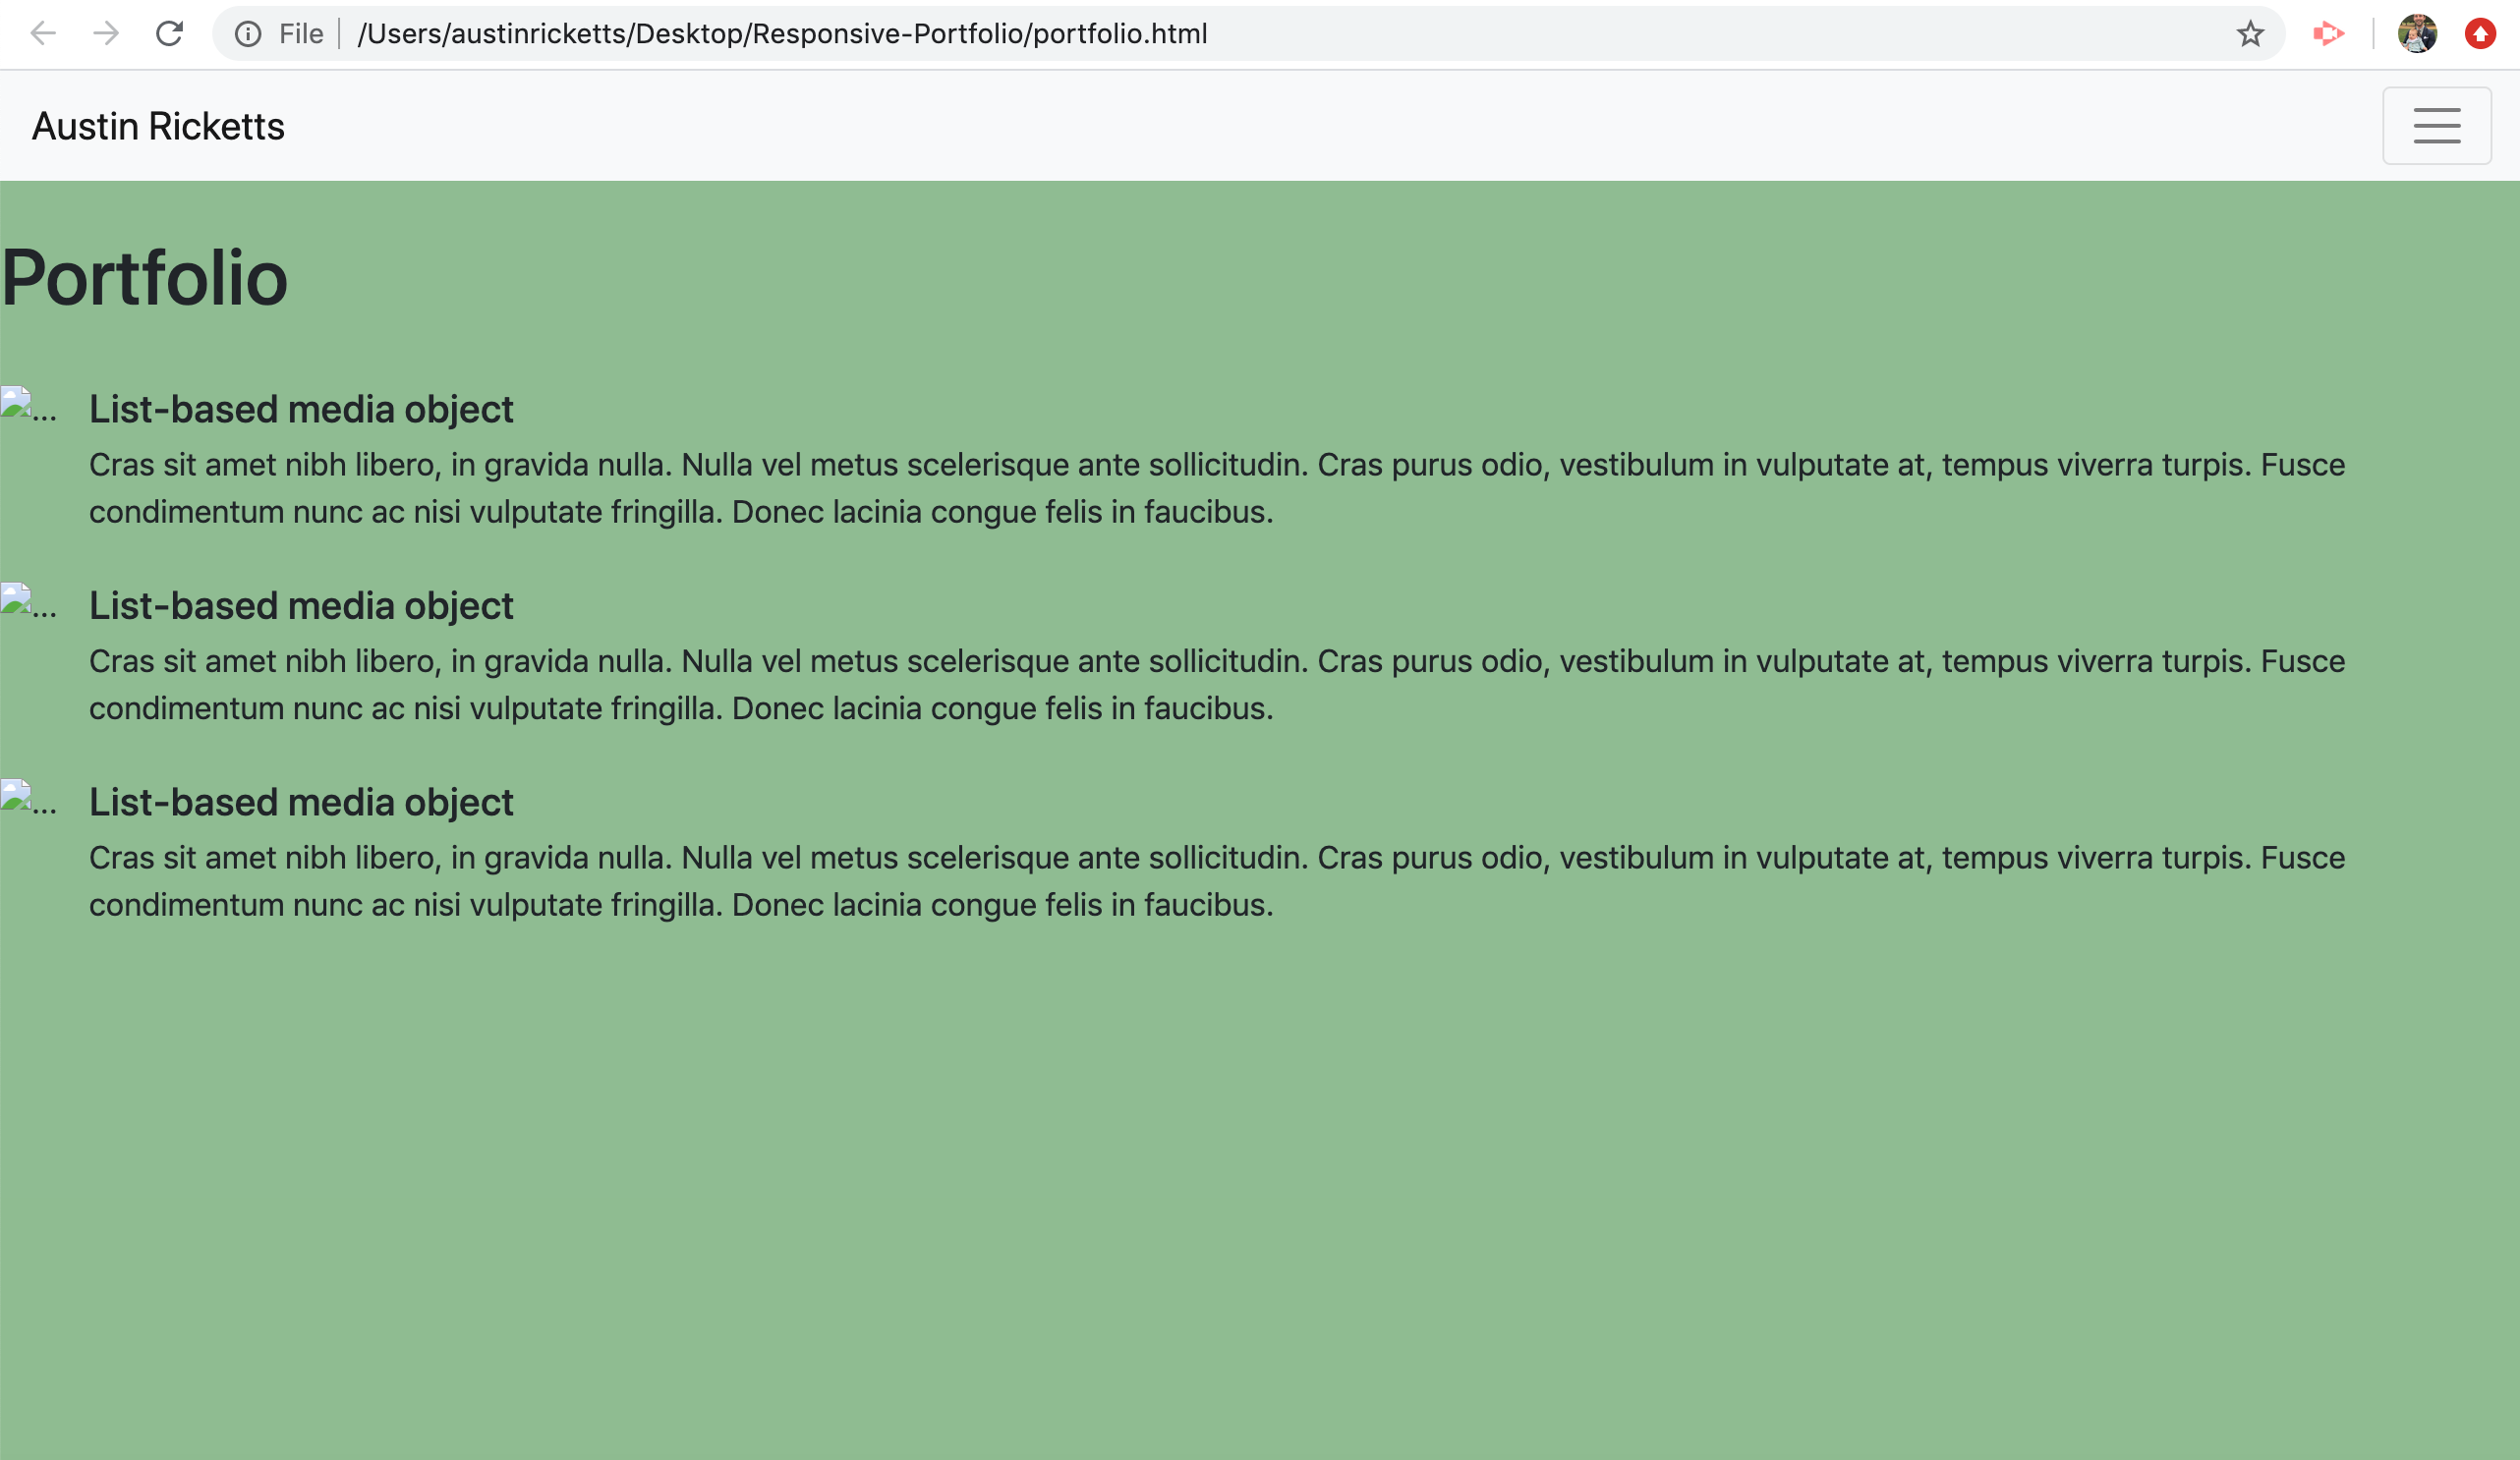 File /Users/austinricketts/Desktop/Responsive-Portfolio/portfolio.html
Austin Ricketts
Portfolio
... List-based media object
Cras sit amet nibh libero, in gravida nulla. Nulla vel metus scelerisque ante sollicitudin. Cras purus odio, vestibulum in vulputate at, tempus viverra turpis. Fusce
condimentum nunc ac nisi vulputate fringilla. Donec lacinia congue felis in faucibus.
... List-based media object
Cras sit amet nibh libero, in gravida nulla. Nulla vel metus scelerisque ante sollicitudin. Cras purus odio, vestibulum in vulputate at, tempus viverra turpis. Fusce
condimentum nunc ac nisi vulputate fringilla. Donec lacinia congue felis in faucibus.
... List-based media object
Cras sit amet nibh libero, in gravida nulla. Nulla vel metus scelerisque ante sollicitudin. Cras purus odio, vestibulum in vulputate at, tempus viverra turpis. Fusce
condimentum nunc ac nisi vulputate fringilla. Donec lacinia congue felis in faucibus.